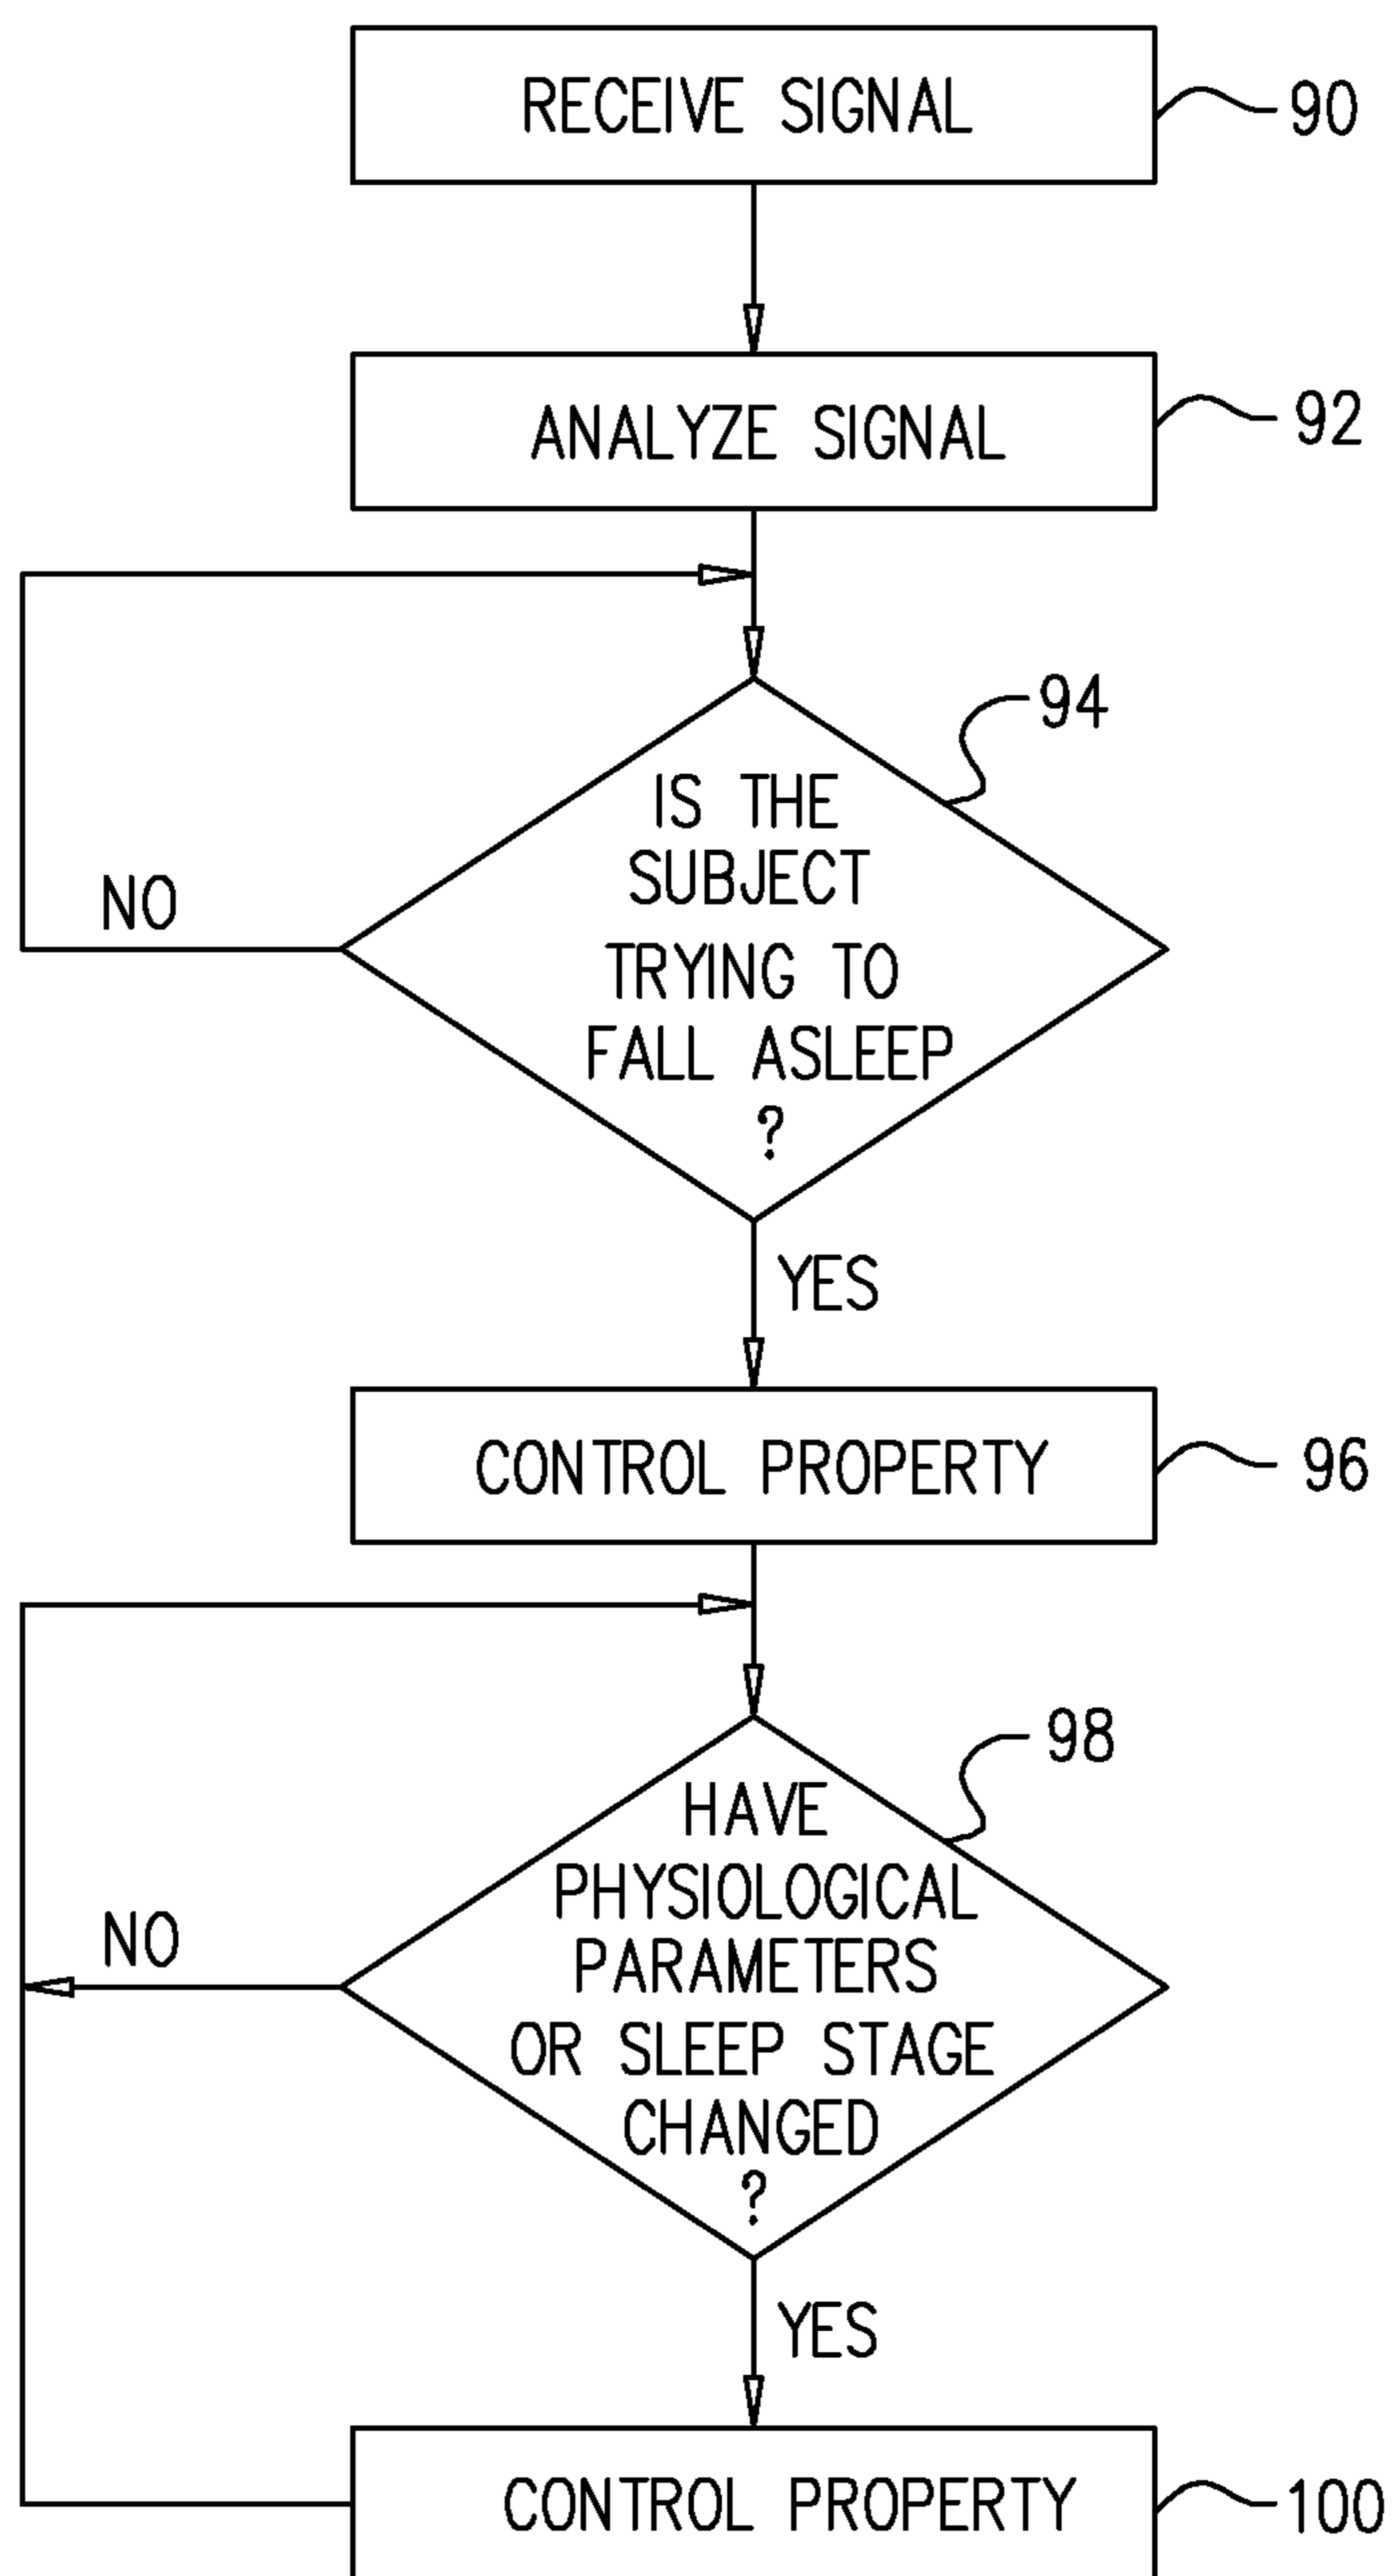 RECEIVE SIGNAL
90
ANALYZE SIGNAL
92
94
IS THE
SUBJECT
TRYING TO
FALL ASLEEP
?
NO
YES
CONTROL PROPERTY
96
98
HAVE
PHYSIOLOGICAL
PARAMETERS
OR SLEEP STAGE
CHANGED
?
NO
YES
CONTROL PROPERTY
100